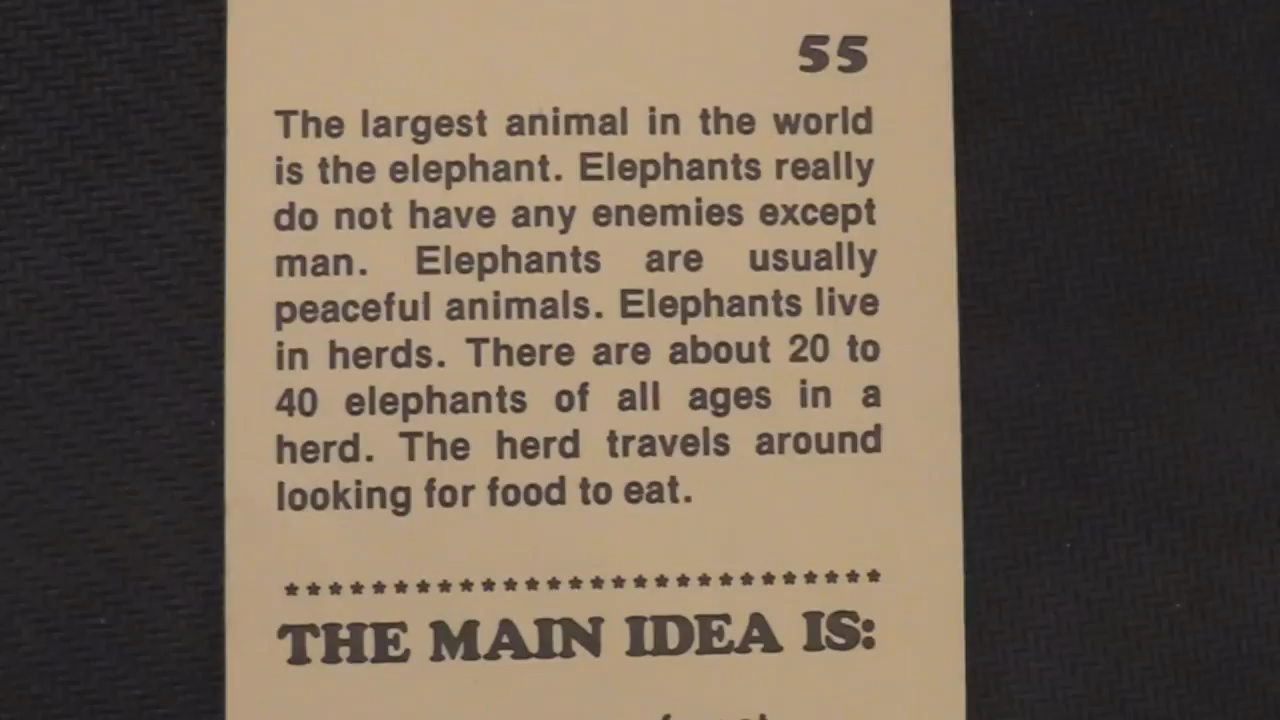 55
The largest animal in the world
is the elephant. Elephants really
do not have any enemies except
man. Elephants are usually
peaceful animals. Elephants live
in herds. There are about 20 to
40 elephants of all ages in a
herd. The herd travels around
looking for food to eat.
****************************
THE MAIN IDEA IS: